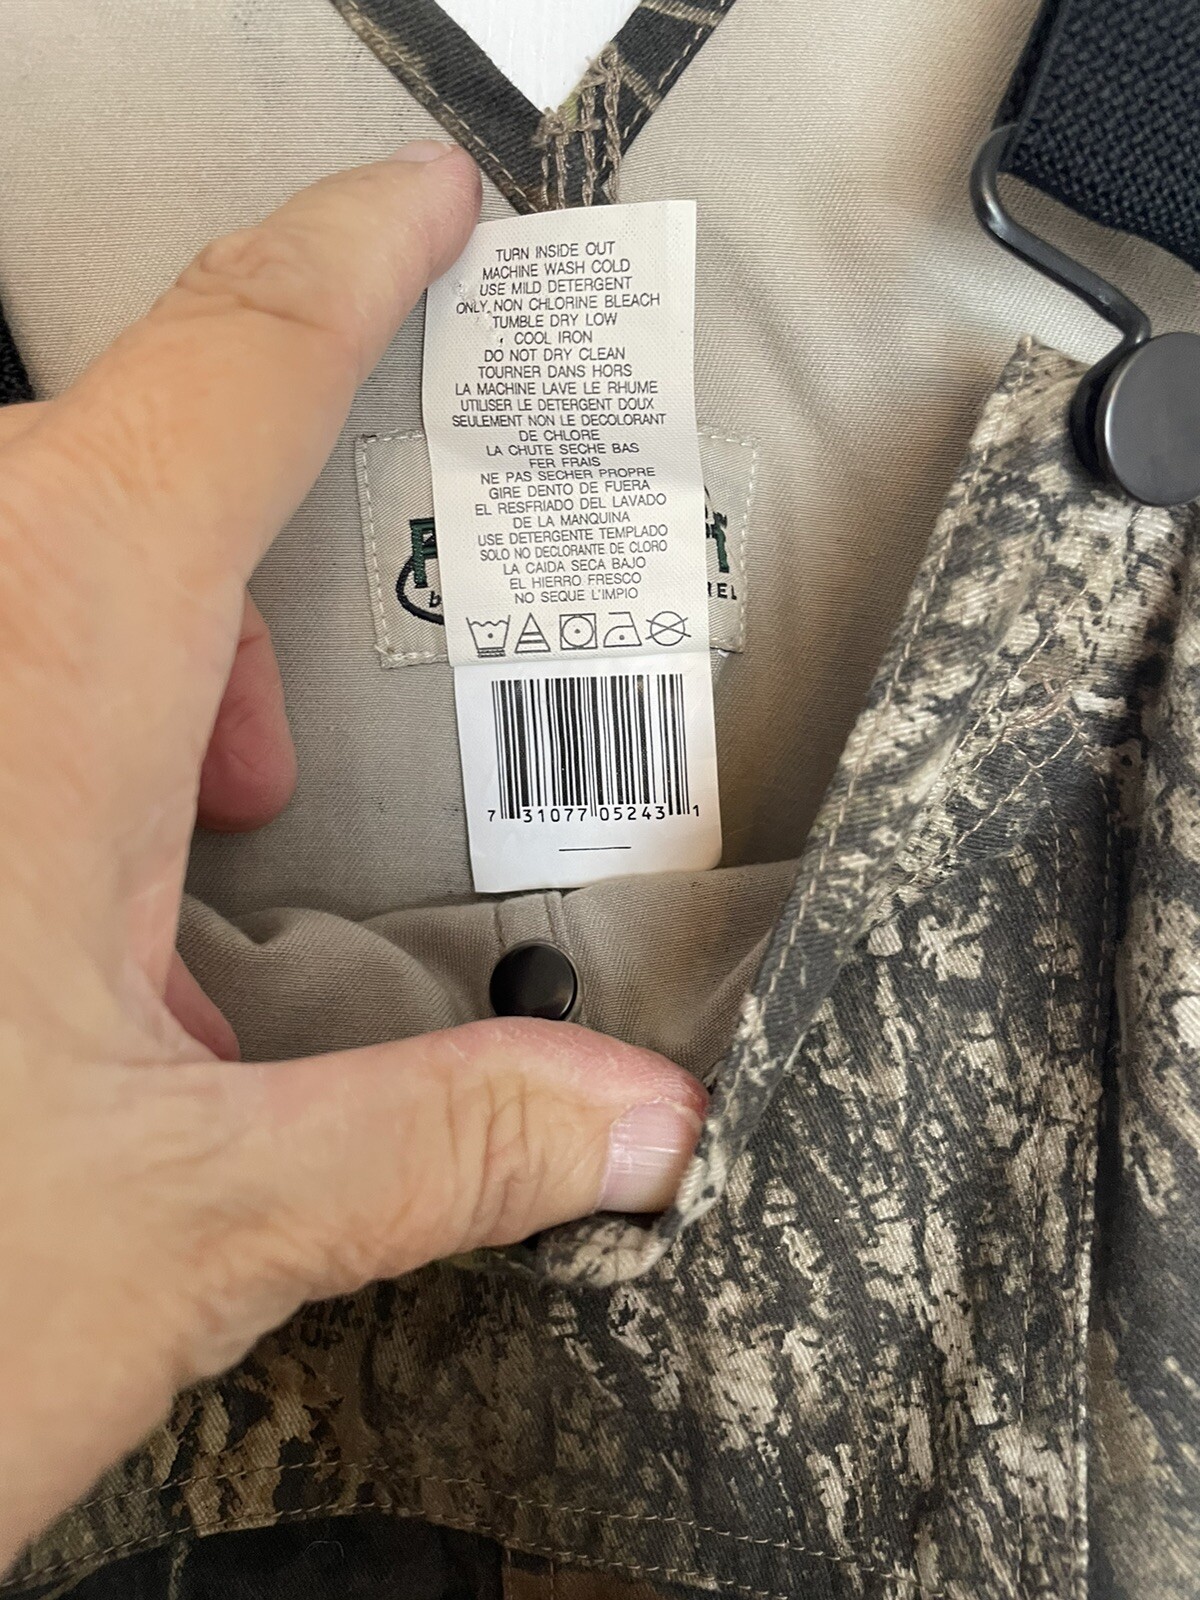 TURN INSIDE OUT
MACHINE WASH COLD
USE MILD DETERGENT
ONLY NON CHLORINE BLEACH
TUMBLE DRY LOW
COOL IRON
DO NOT DRY CLEAN
TOURNER DANS HORS
LA MACHINE LAVE LE RHUME
UTILISER LE DETERGENT DOUX
SEULEMENT NON LE DECOLORANT
DE CHLORE
LA CHUTE SECHE BAS
FER FRAIS
NE PAS SECHER PROPRE
GIRE DENTO DE FUERA
EL RESFRIADO DEL LAVADO
DE LA MANQUINA
USE DETERGENTE TEMPLADO
SOLO NO DECLORANTE DE CLORO
LA CAIDA SECA BAJO
EL HIERRO FRESCO
NO SEQUE L'IMPIO
7 31077 05243 1